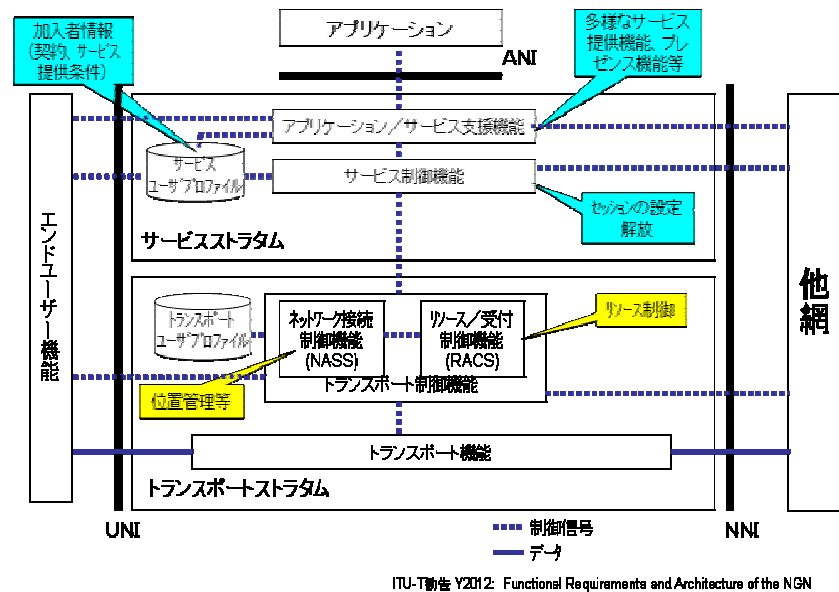 アプリケーション
ANI
加入者情報
(契約、サービス
提供条件)
多様なサービス
提供機能、プレ
ゼンス機能等
アプリケーション／サービス支援機能
サービス
ユーザプロファイル
サービス制御機能
セッションの設定
解放
サービスストラタム
エンドユーザー機能
他網
トランスポート
ユーザプロファイル
ネットワーク接続
制御機能
(NASS)
リソース／受付
制御機能
(RACS)
リソース制御
トランスポート制御機能
位置管理等
トランスポート機能
トランスポートストラタム
UNI
NNI
制御信号
データ
ITU-T勧告 Y2012: Functional Requirements and Architecture of the NGN